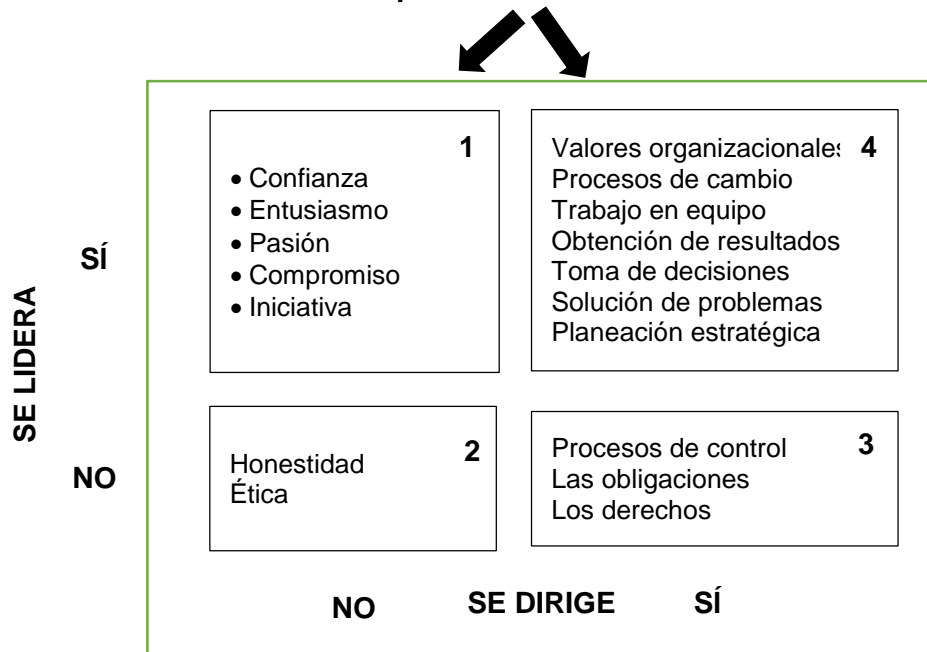 1
• Confianza
• Entusiasmo
• Pasión
• Compromiso
• Iniciativa
4
Valores organizacionales
Procesos de cambio
Trabajo en equipo
Obtención de resultados
Toma de decisiones
Solución de problemas
Planeación estratégica
SÍ
SE LIDERA
NO
2
Honestidad
Ética
3
Procesos de control
Las obligaciones
Los derechos
NO SE DIRIGE SÍ